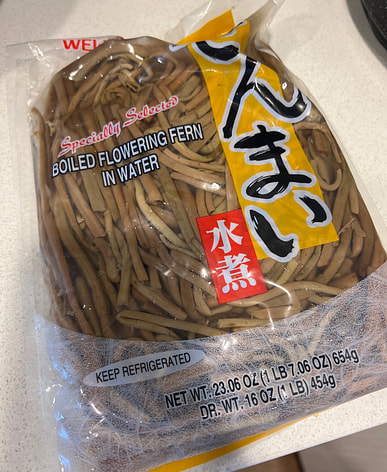 WEL
ぜんまい
水煮
Specially Selected
BOILED FLOWERING FERN
IN WATER
KEEP REFRIGERATED
NET WT. 23.06 OZ (1 LB 7.06 OZ) 654g
DR. WT. 16 OZ (1 LB) 454g